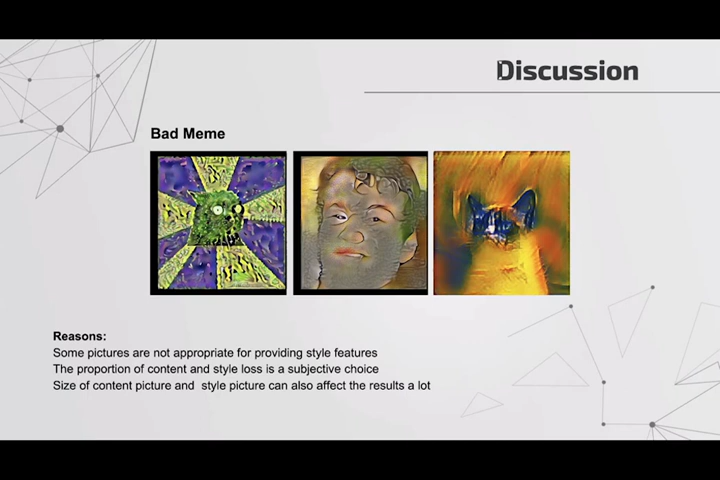 Discussion
Bad Meme
Reasons:
Some pictures are not appropriate for providing style features
The proportion of content and style loss is a subjective choice
Size of content picture and  style picture can also affect the results a lot